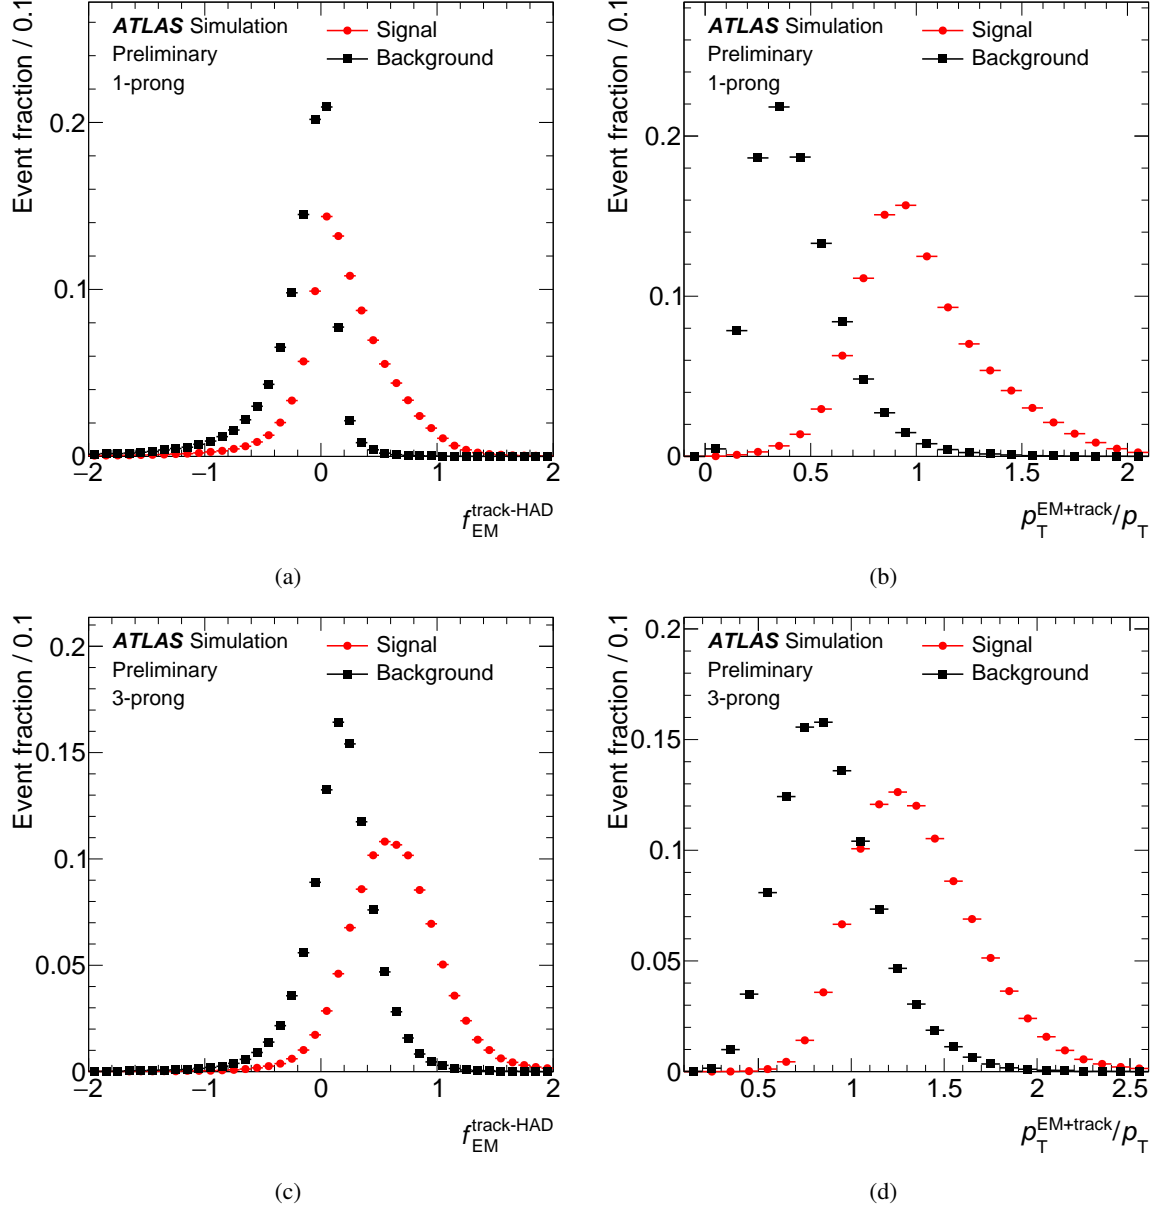 Event fraction / 0.1
ATLAS Simulation
Preliminary
1-prong
Signal
Background
0.2
0.1
0
−2 −1 0 1 2
f_EM^track-HAD
(a)
Event fraction / 0.1
ATLAS Simulation
Preliminary
1-prong
Signal
Background
0.2
0.1
0
0 0.5 1 1.5 2
p_T^EM+track/p_T
(b)
Event fraction / 0.1
ATLAS Simulation
Preliminary
3-prong
Signal
Background
0.2
0.15
0.1
0.05
0
−2 −1 0 1 2
f_EM^track-HAD
(c)
Event fraction / 0.1
ATLAS Simulation
Preliminary
3-prong
Signal
Background
0.2
0.15
0.1
0.05
0
0.5 1 1.5 2 2.5
p_T^EM+track/p_T
(d)